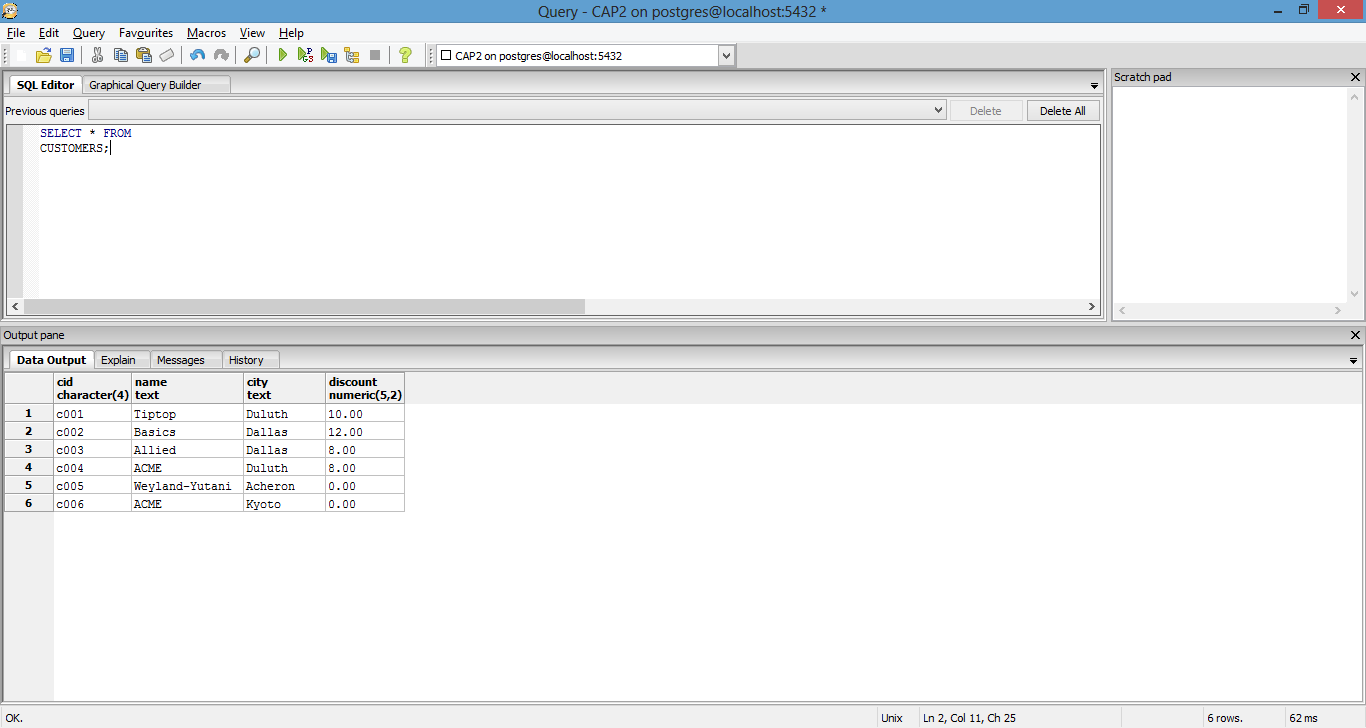 Query - CAP2 on postgres@localhost:5432 *
File Edit Query Favourites Macros View Help
CAP2 on postgres@localhost:5432
SQL Editor Graphical Query Builder
Previous queries Delete Delete All
SELECT * FROM
CUSTOMERS;
Scratch pad
Output pane
Data Output Explain Messages History
cid name city discount
character(4) text text numeric(5,2)
1 c001 Tiptop Duluth 10.00
2 c002 Basics Dallas 12.00
3 c003 Allied Dallas 8.00
4 c004 ACME Duluth 8.00
5 c005 Weyland-Yutani Acheron 0.00
6 c006 ACME Kyoto 0.00
OK. Unix Ln 2, Col 11, Ch 25 6 rows. 62 ms